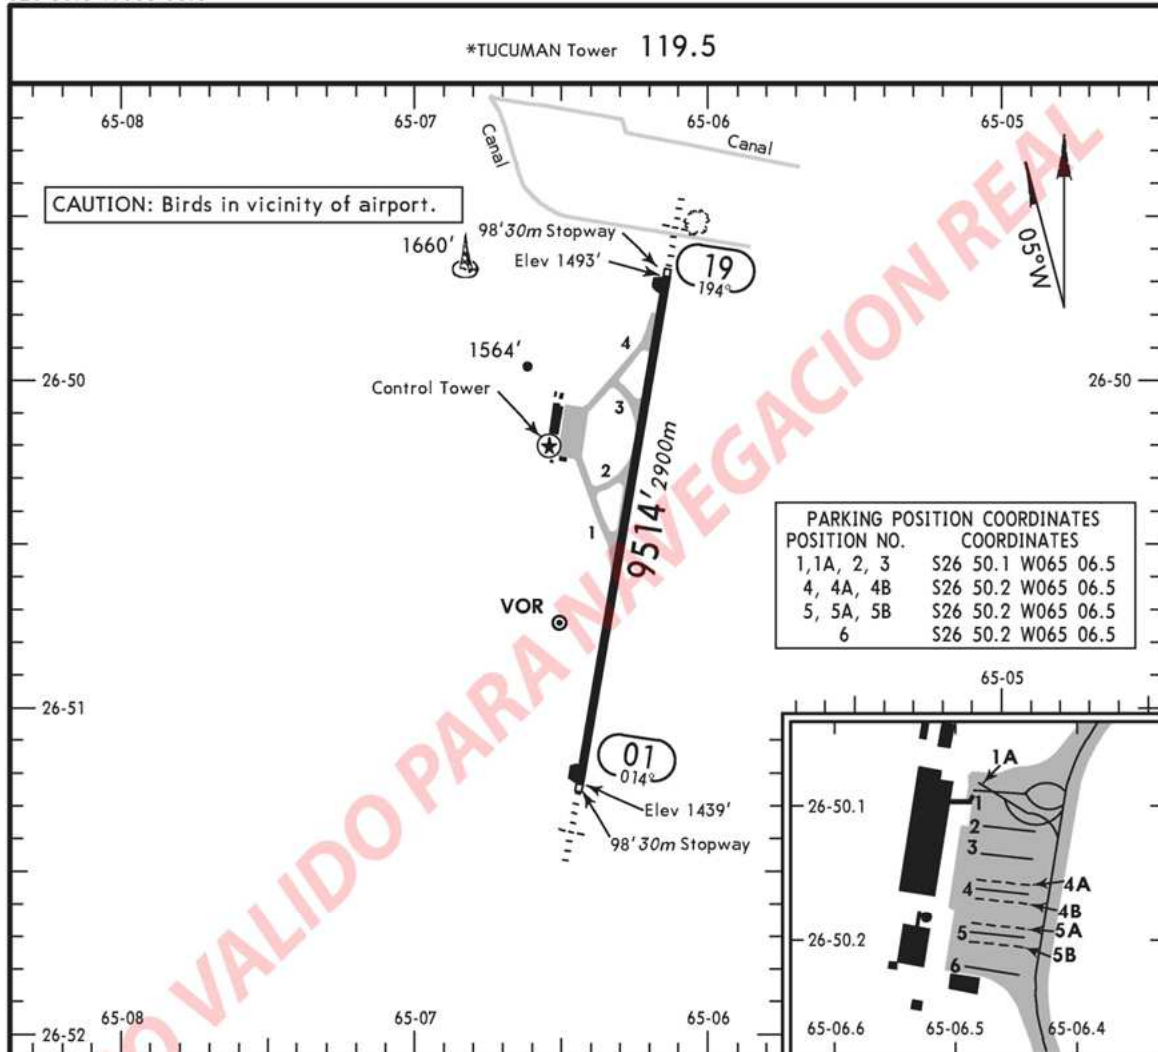 *TUCUMAN Tower 119.5
65-08 65-07 65-06 65-05
Canal
Canal
CAUTION: Birds in vicinity of airport.
98' 30m Stopway
1660'
Elev 1493'
19
194°
05°W
4
1564'
26-50
26-50
Control Tower
3
2
1
9514' 2900m
PARKING POSITION COORDINATES
POSITION NO. COORDINATES
1,1A, 2, 3 S26 50.1 W065 06.5
4, 4A, 4B S26 50.2 W065 06.5
5, 5A, 5B S26 50.2 W065 06.5
6 S26 50.2 W065 06.5
VOR
65-05
26-51
01
014°
Elev 1439'
98' 30m Stopway
1A
26-50.1
1
2
3
4
4A
4B
5A
26-50.2
5
5B
6
65-08 65-07 65-06
65-06.6 65-06.5 65-06.4
26-52
O VALIDO PARA NAVEGACION REAL